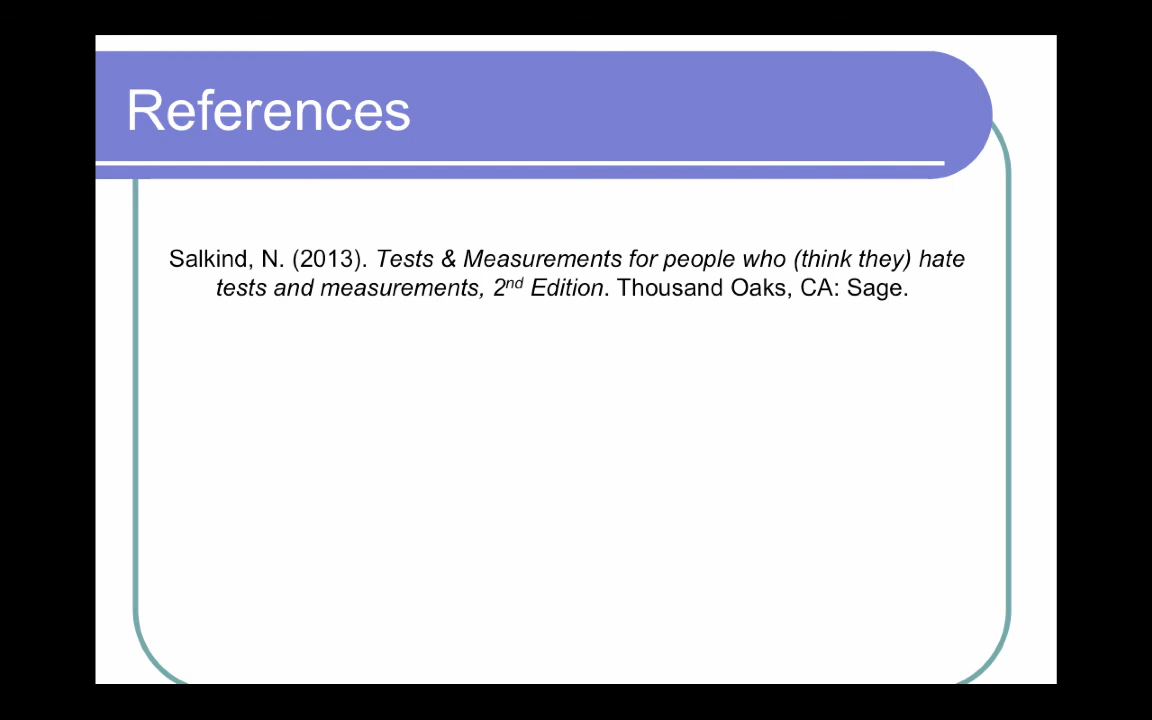 References
Salkind, N. (2013). Tests & Measurements for people who (think they) hate
tests and measurements, 2nd Edition. Thousand Oaks, CA: Sage.